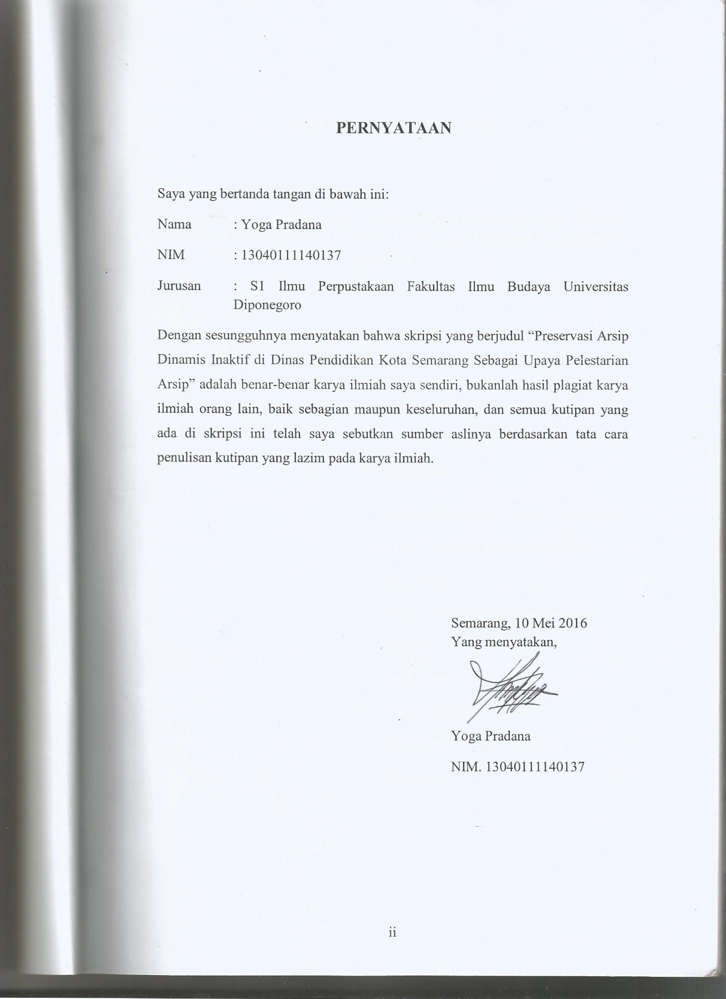 PERNYATAAN
Saya yang bertanda tangan di bawah ini:
Nama : Yoga Pradana
NIM : 13040111140137
Jurusan : S1 Ilmu Perpustakaan Fakultas Ilmu Budaya Universitas
Diponegoro
Dengan sesungguhnya menyatakan bahwa skripsi yang berjudul “Preservasi Arsip
Dinamis Inaktif di Dinas Pendidikan Kota Semarang Sebagai Upaya Pelestarian
Arsip” adalah benar-benar karya ilmiah saya sendiri, bukanlah hasil plagiat karya
ilmiah orang lain, baik sebagian maupun keseluruhan, dan semua kutipan yang
ada di skripsi ini telah saya sebutkan sumber aslinya berdasarkan tata cara
penulisan kutipan yang lazim pada karya ilmiah.
Semarang, 10 Mei 2016
Yang menyatakan,
Yoga Pradana
NIM. 13040111140137
ii